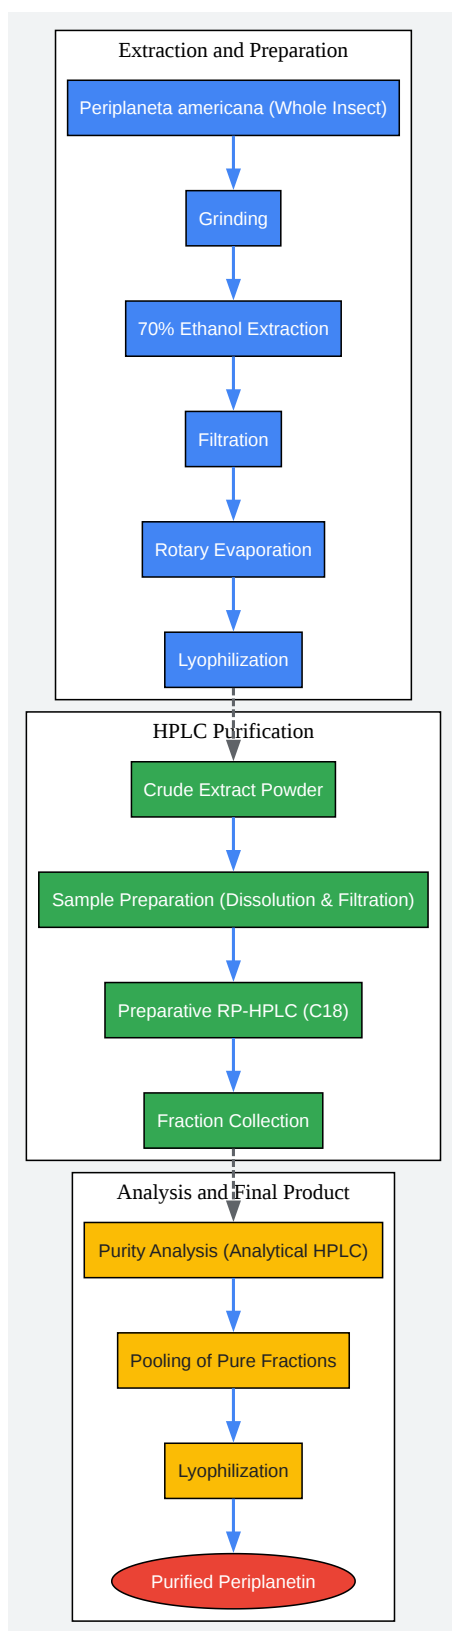 Extraction and Preparation
Periplaneta americana (Whole Insect)
Grinding
70% Ethanol Extraction
Filtration
Rotary Evaporation
Lyophilization
HPLC Purification
Crude Extract Powder
Sample Preparation (Dissolution & Filtration)
Preparative RP-HPLC (C18)
Fraction Collection
Analysis and Final Product
Purity Analysis (Analytical HPLC)
Pooling of Pure Fractions
Lyophilization
Purified Periplanetin